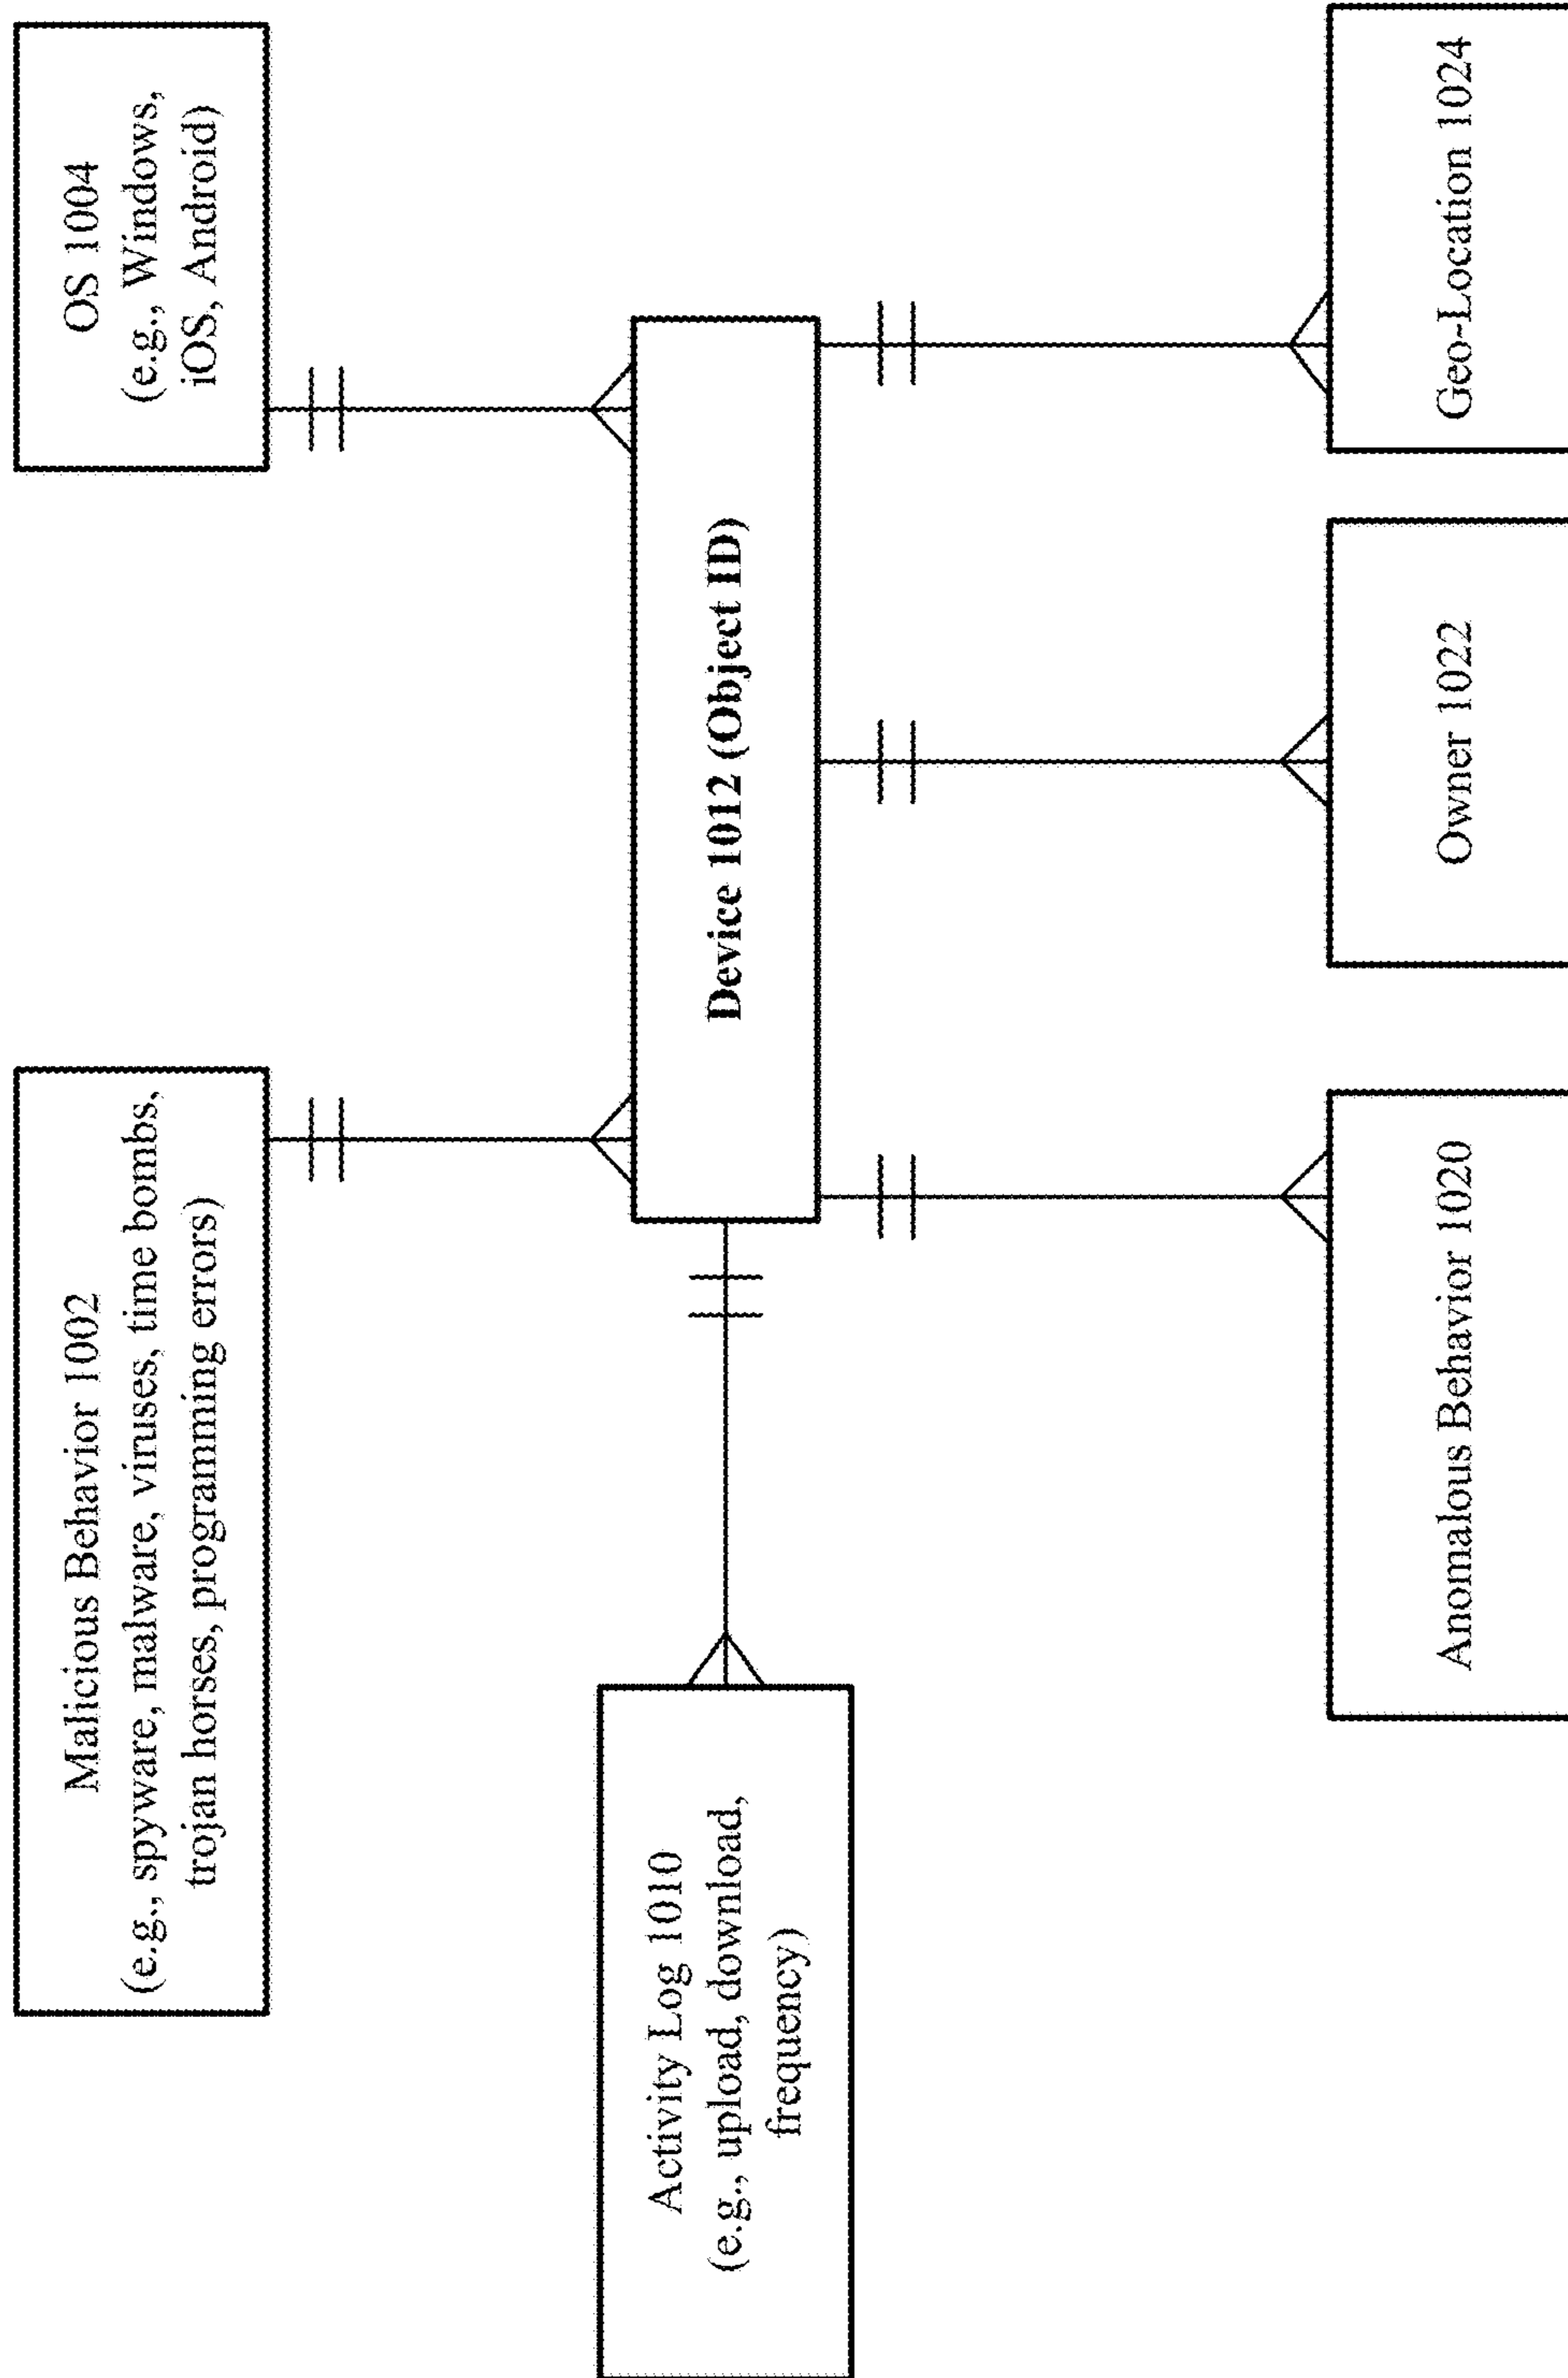 Malicious Behavior 1002
(e.g., spyware, malware, viruses, time bombs,
trojan horses, programming errors)
OS 1004
(e.g., Windows,
iOS, Android)
Activity Log 1010
(e.g., upload, download,
frequency)
Device 1012 (Object ID)
Anomalous Behavior 1020
Owner 1022
Geo-Location 1024